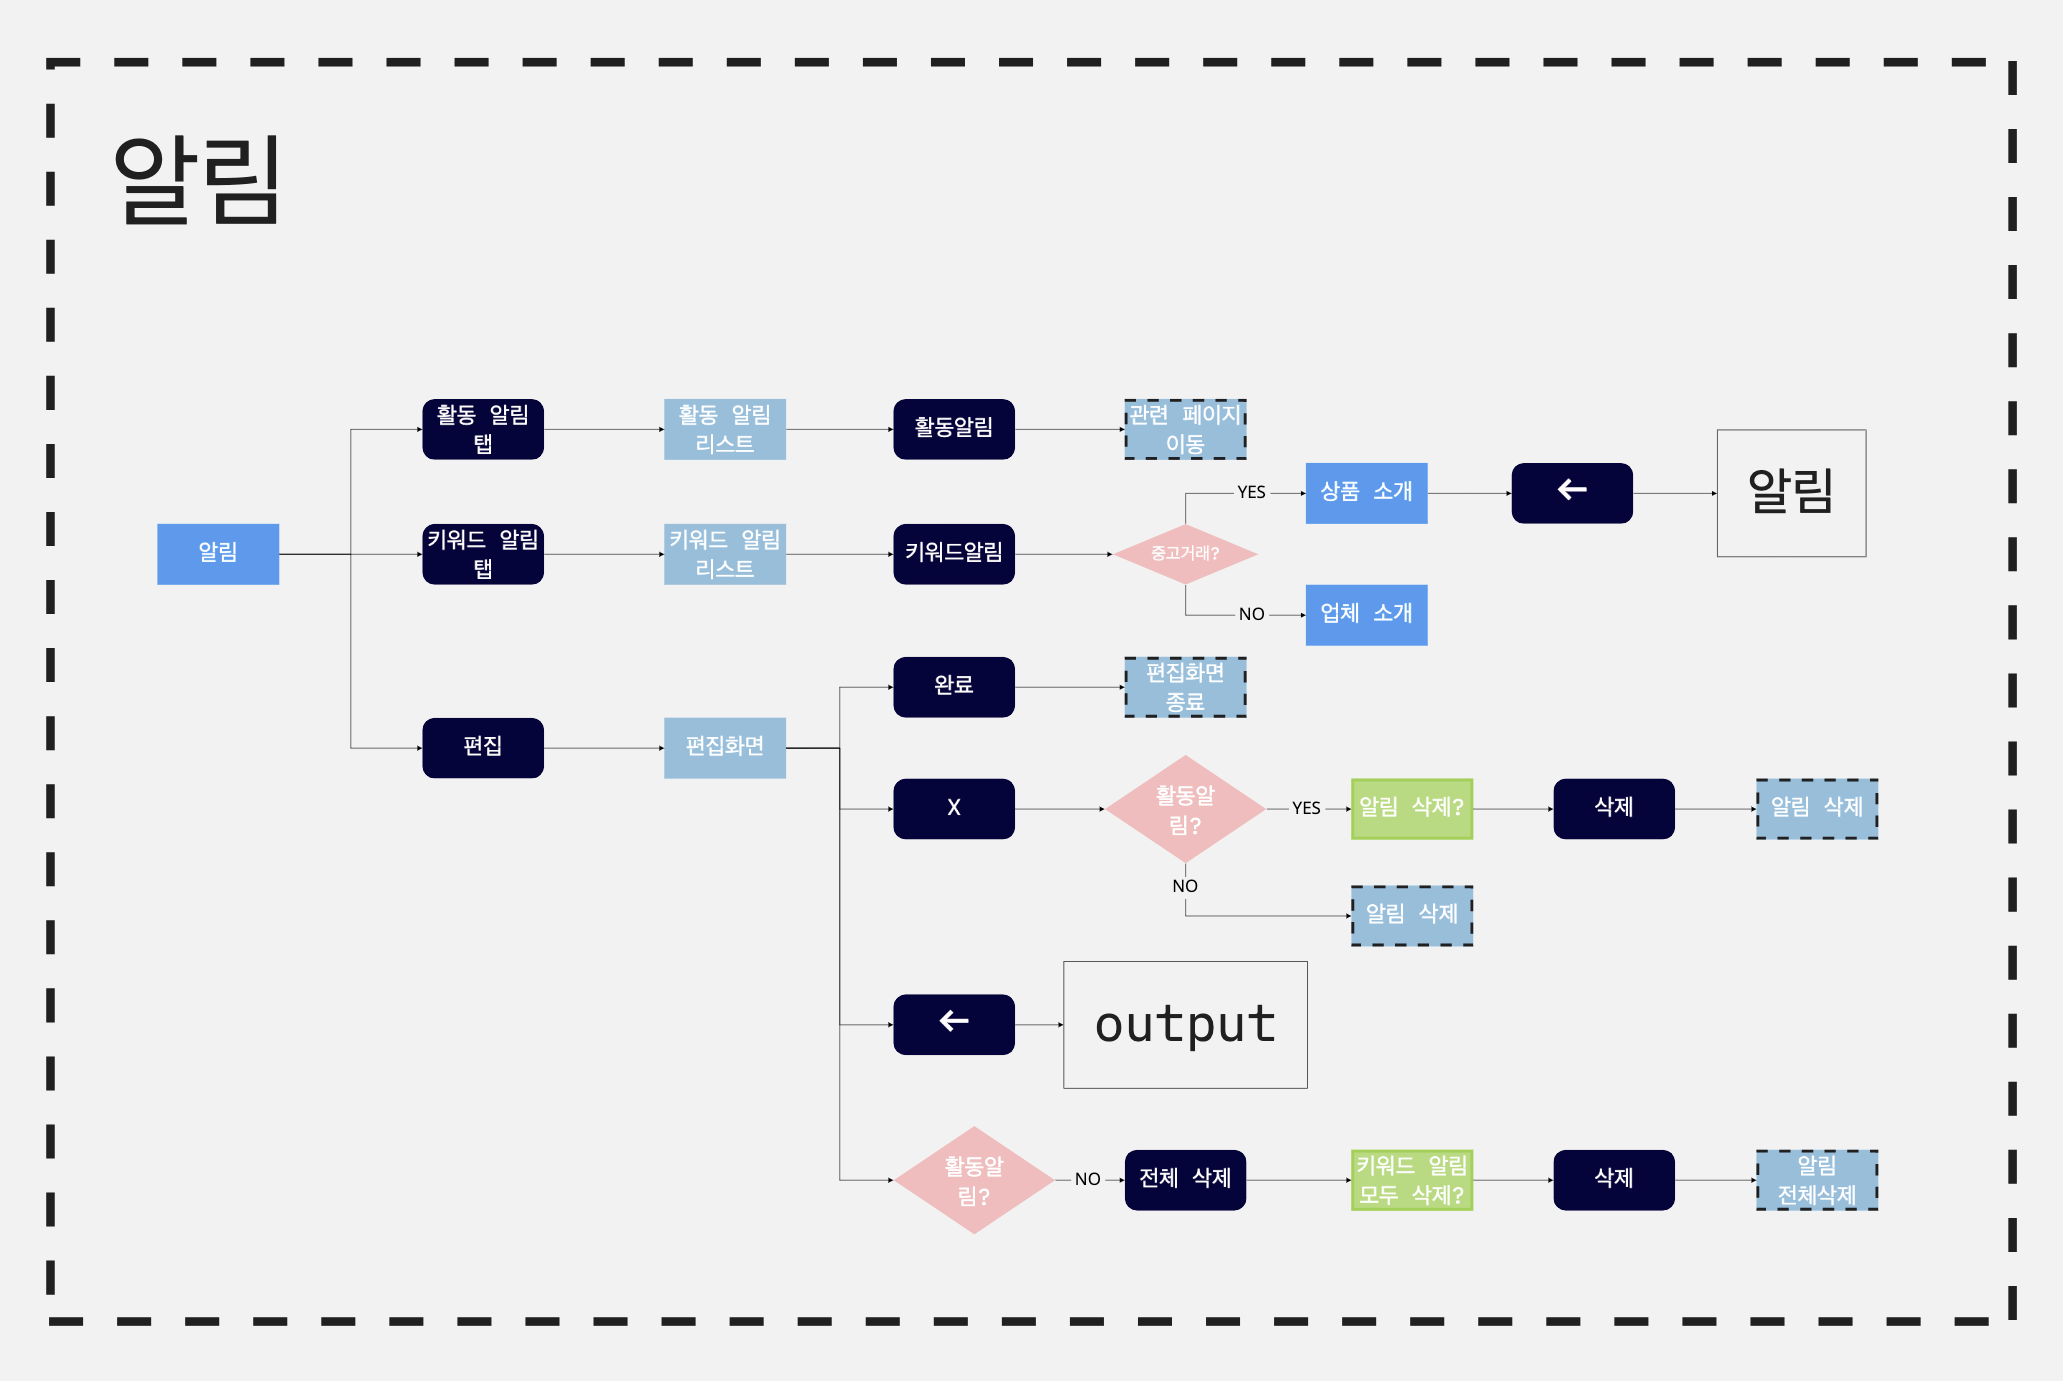 알림
활동 알림
탭
활동 알림
리스트
활동알림
관련 페이지
이동
알림
키워드 알림
탭
키워드 알림
리스트
키워드알림
중고거래?
YES
상품 소개
←
알림
NO
업체 소개
편집
편집화면
완료
편집화면
종료
X
활동알
림?
YES
알림 삭제?
삭제
알림 삭제
NO
알림 삭제
←
output
활동알
림?
NO
전체 삭제
키워드 알림
모두 삭제?
삭제
알림
전체삭제